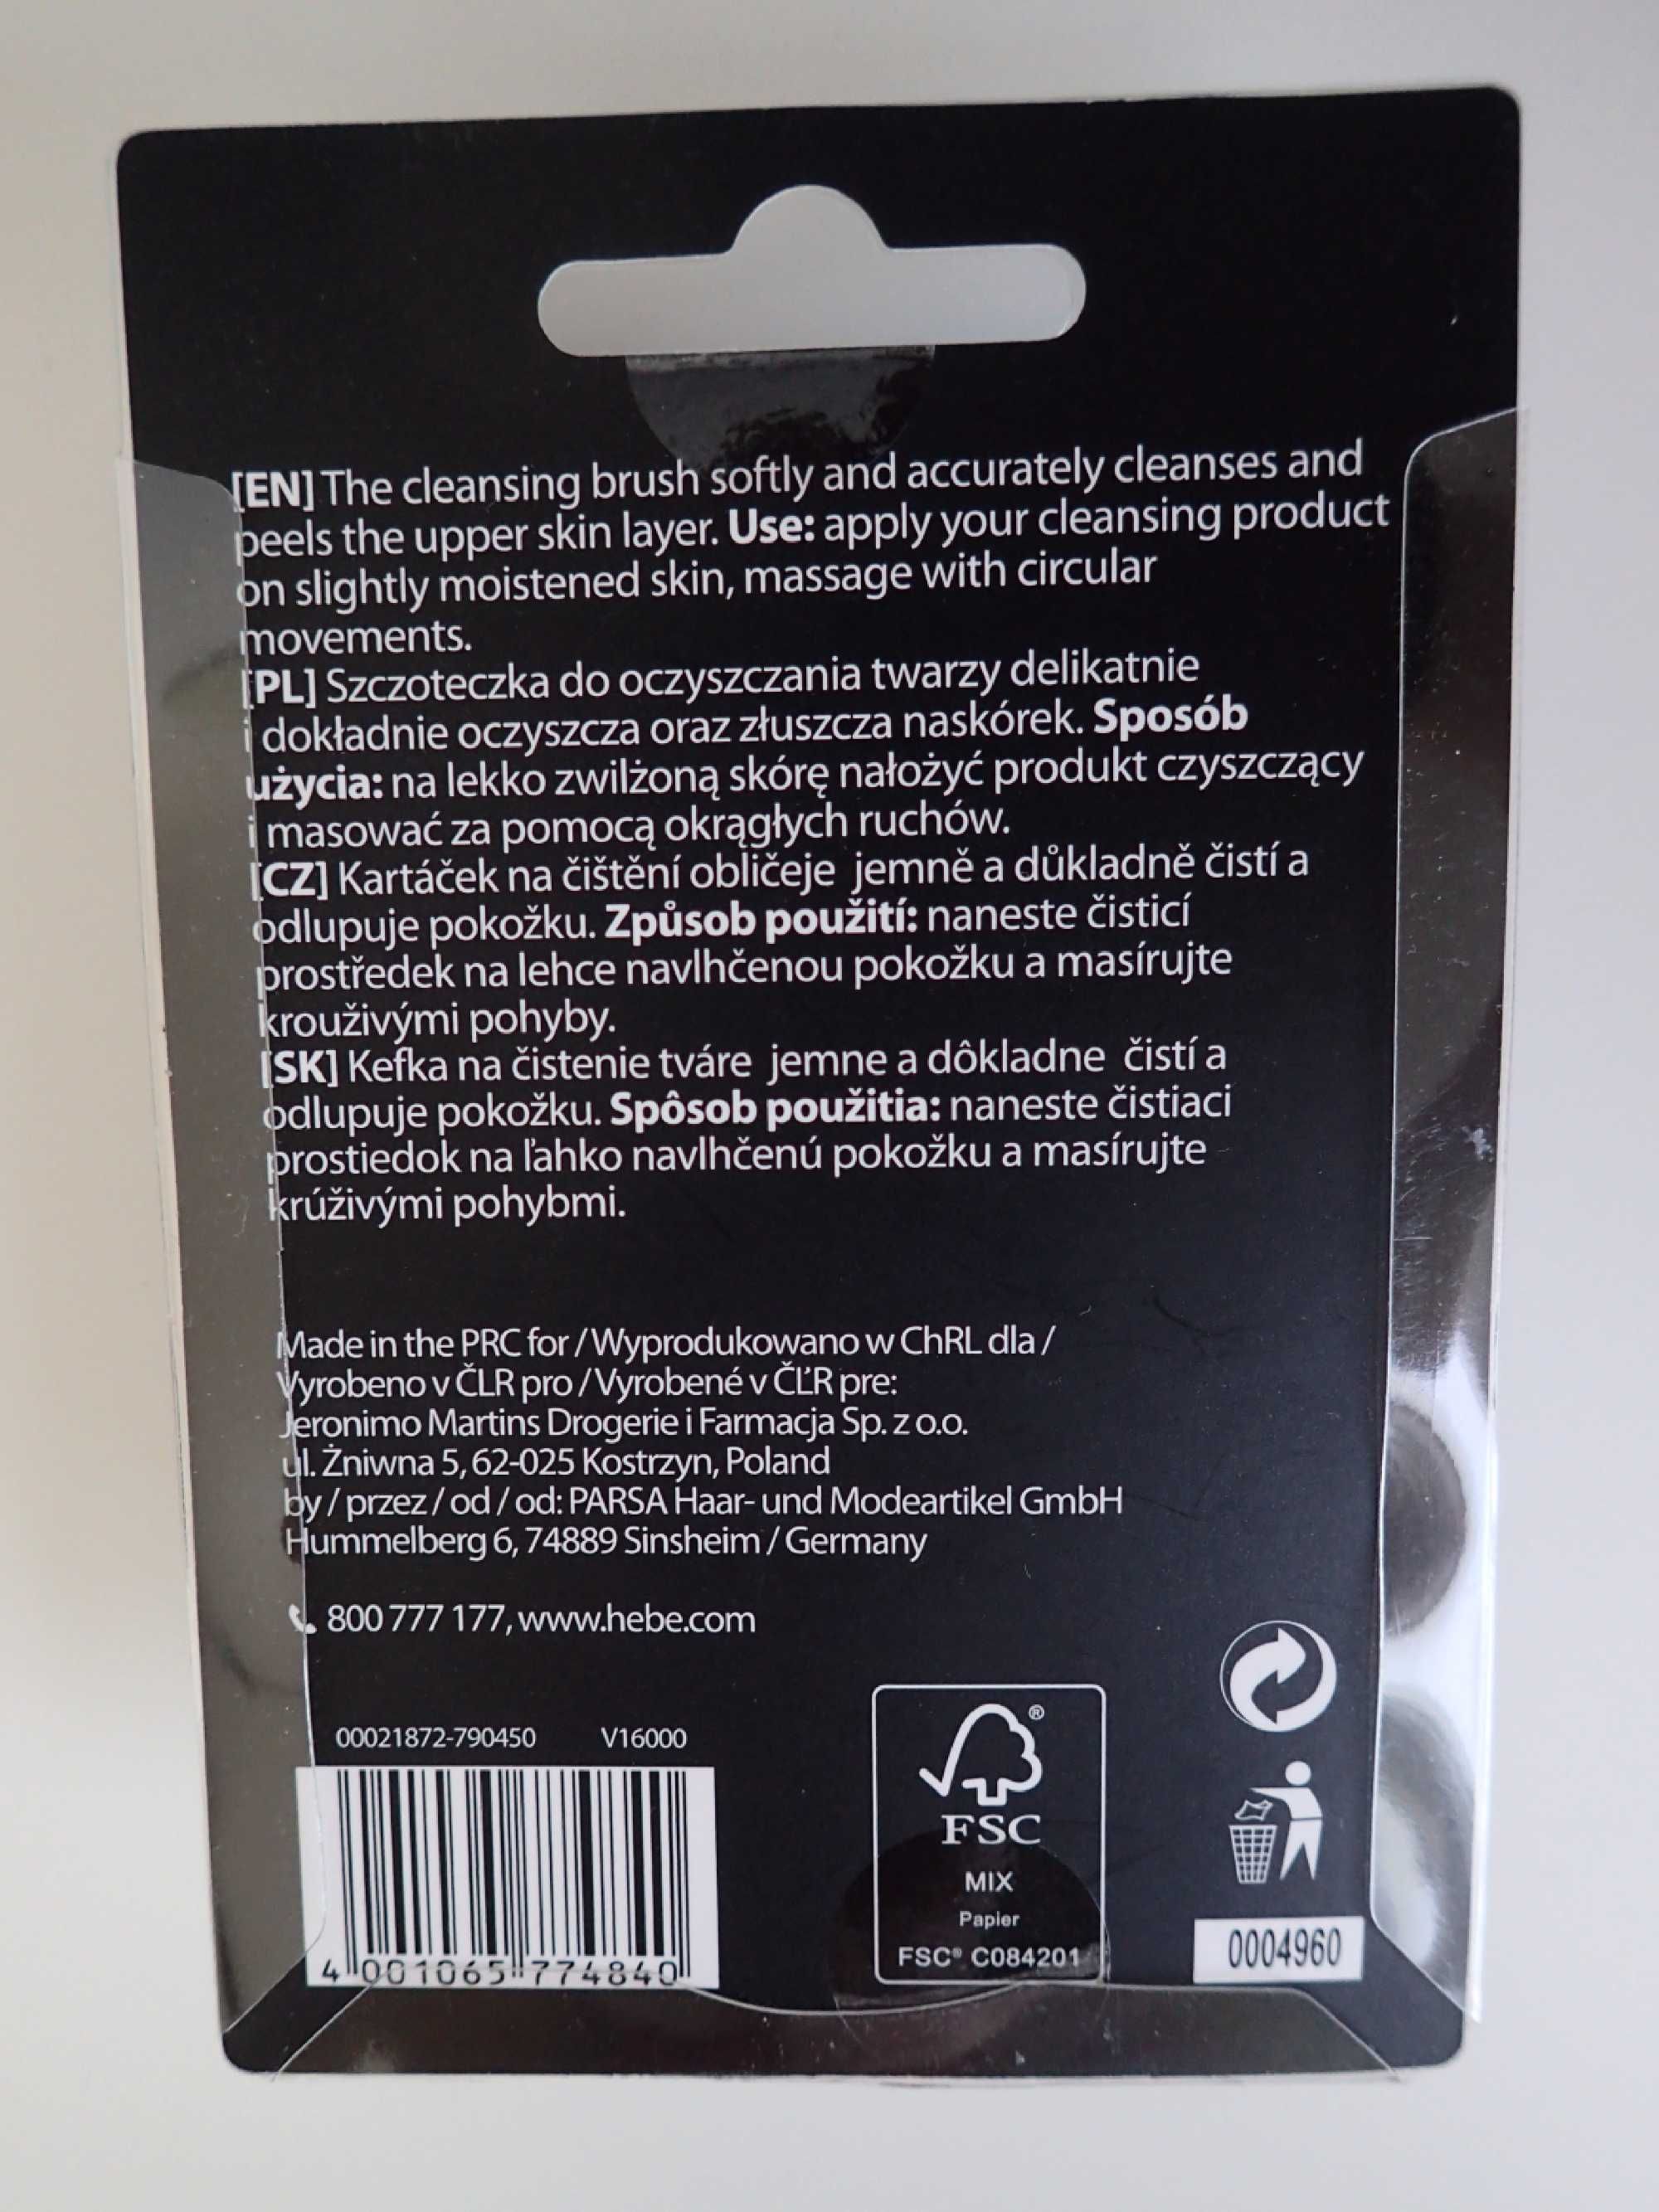 [EN] The cleansing brush softly and accurately cleanses and
peels the upper skin layer. Use: apply your cleansing product
on slightly moistened skin, massage with circular
movements.
[PL] Szczoteczka do oczyszczania twarzy delikatnie
i dokładnie oczyszcza oraz złuszcza naskórek. Sposób
użycia: na lekko zwilżoną skórę nałożyć produkt czyszczący
i masować za pomocą okrągłych ruchów.
[CZ] Kartáček na čištění obličeje jemně a důkladně čistí a
odlupuje pokožku. Způsob použití: naneste čisticí
prostředek na lehce navlhčenou pokožku a masírujte
krouživými pohyby.
[SK] Kefka na čistenie tváre jemne a dôkladne čistí a
odlupuje pokožku. Spôsob použitia: naneste čistiaci
prostiedok na ľahko navlhčenú pokožku a masírujte
krúživými pohybmi.
Made in the PRC for / Wyprodukowano w ChRL dla /
Vyrobeno v ČLR pro / Vyrobené v ČĽR pre:
Jeronimo Martins Drogerie i Farmacja Sp. z o.o.
ul. Żniwna 5, 62-025 Kostrzyn, Poland
by / przez / od / od: PARSA Haar- und Modeartikel GmbH
Hummelberg 6, 74889 Sinsheim / Germany
800 777 177, www.hebe.com
00021872-790450 V16000
4 001065 774840
®
FSC
MIX
Papier
FSC® C084201
0004960